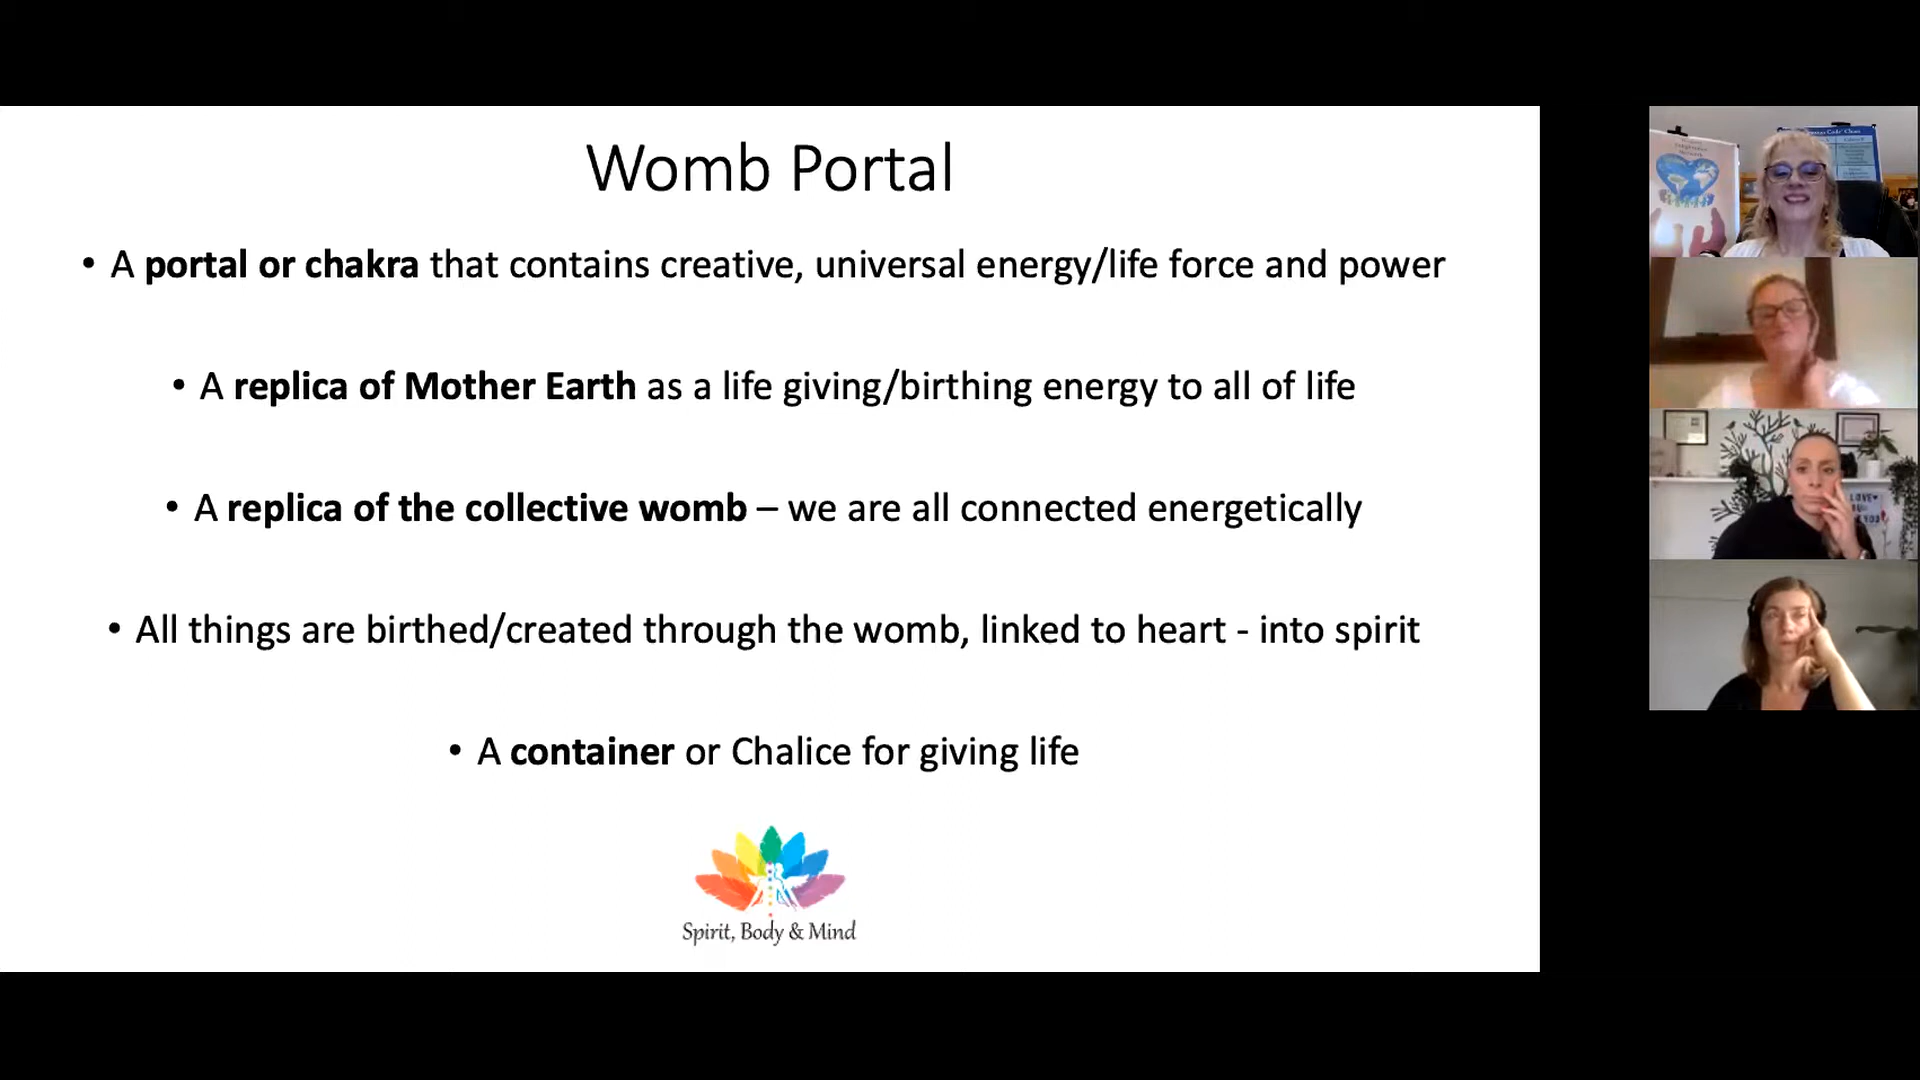 Womb Portal
• A portal or chakra that contains creative, universal energy/life force and power
• A replica of Mother Earth as a life giving/birthing energy to all of life
• A replica of the collective womb – we are all connected energetically
• All things are birthed/created through the womb, linked to heart - into spirit
• A container or Chalice for giving life
Spirit, Body & Mind
LOVE
YOU